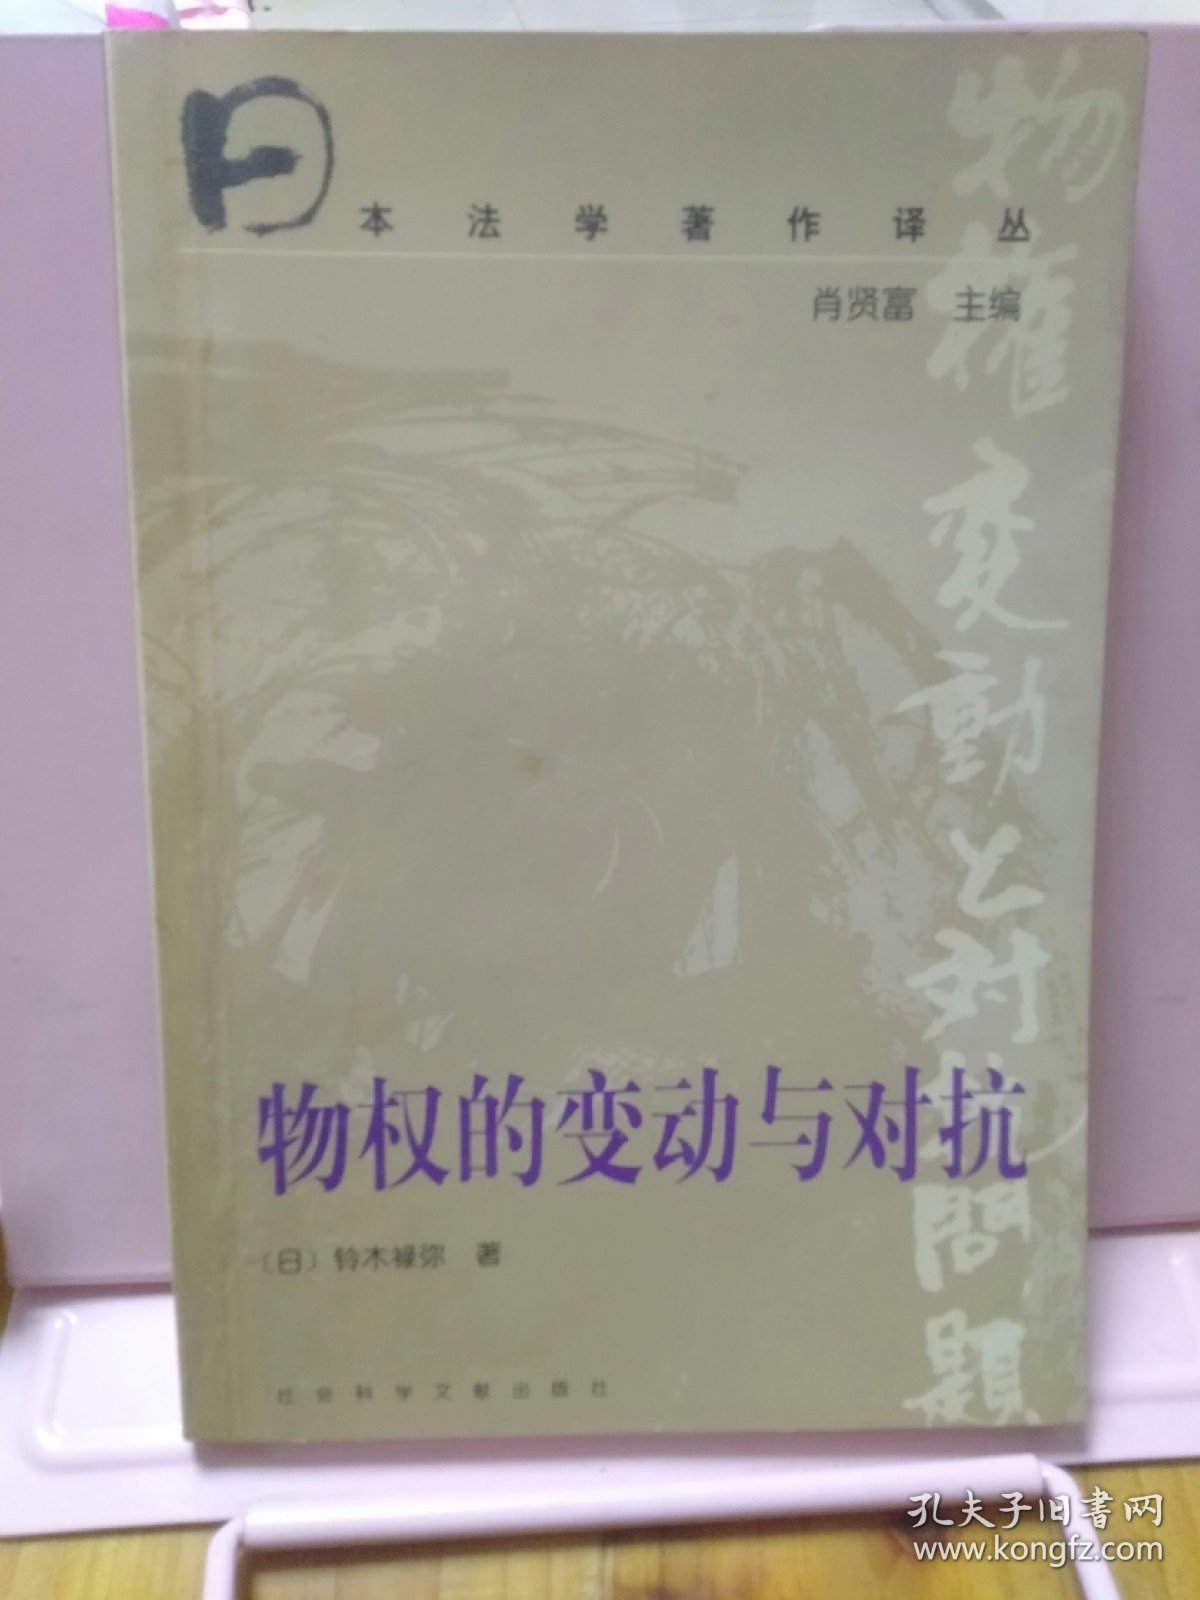 日本法学著作译丛
肖贤富 主编
物権変動と対抗問題
物权的变动与对抗
〔日〕铃木禄弥 著
社会科学文献出版社
孔夫子旧书网
www.kongfz.com